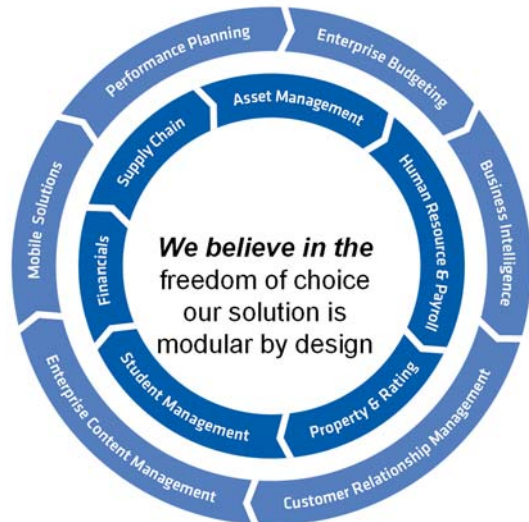 Performance Planning
Enterprise Budgeting
Business Intelligence
Customer Relationship Management
Enterprise Content Management
Mobile Solutions
Supply Chain
Asset Management
Human Resource & Payroll
Property & Rating
Student Management
Financials
We believe in the
freedom of choice
our solution is
modular by design